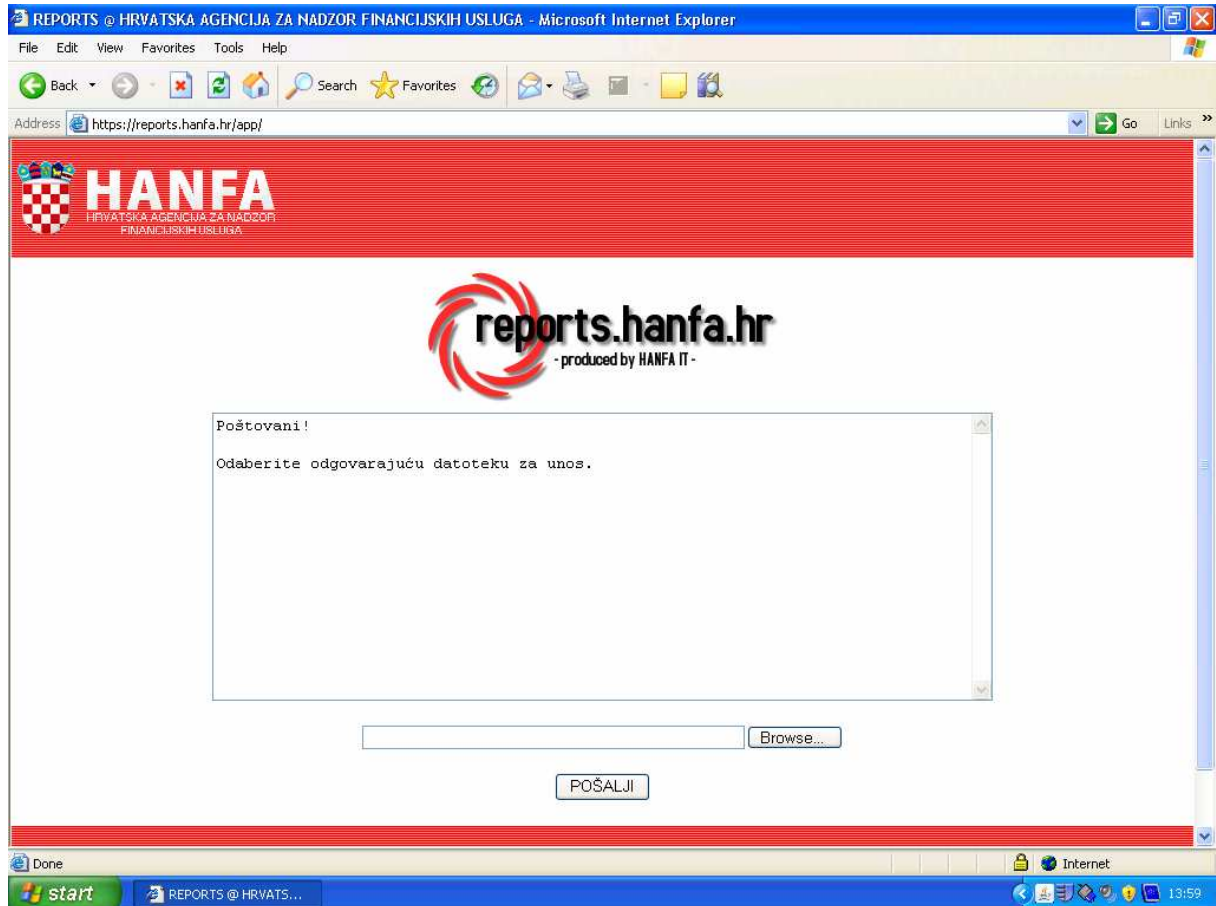 REPORTS @ HRVATSKA AGENCIJA ZA NADZOR FINANCIJSKIH USLUGA - Microsoft Internet Explorer
File Edit View Favorites Tools Help
Back Search Favorites
Address https://reports.hanfa.hr/app/ Go Links »
HANFA
HRVATSKA AGENCIJA ZA NADZOR
FINANCIJSKIH USLUGA
reports.hanfa.hr
- produced by HANFA IT -
Poštovani!
Odaberite odgovarajuću datoteku za unos.
Browse...
POŠALJI
Done Internet
start REPORTS @ HRVATS... 13:59